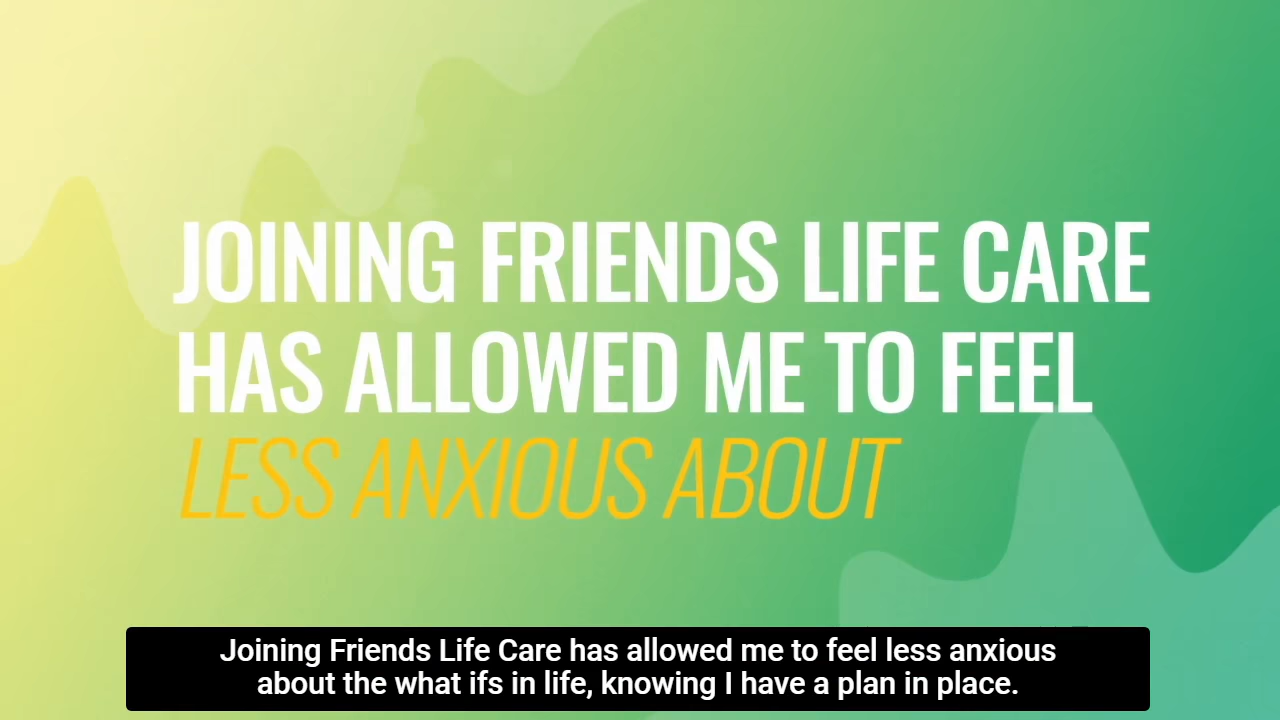 JOINING FRIENDS LIFE CARE
HAS ALLOWED ME TO FEEL
LESS ANXIOUS ABOUT
Joining Friends Life Care has allowed me to feel less anxious
about the what ifs in life, knowing I have a plan in place.